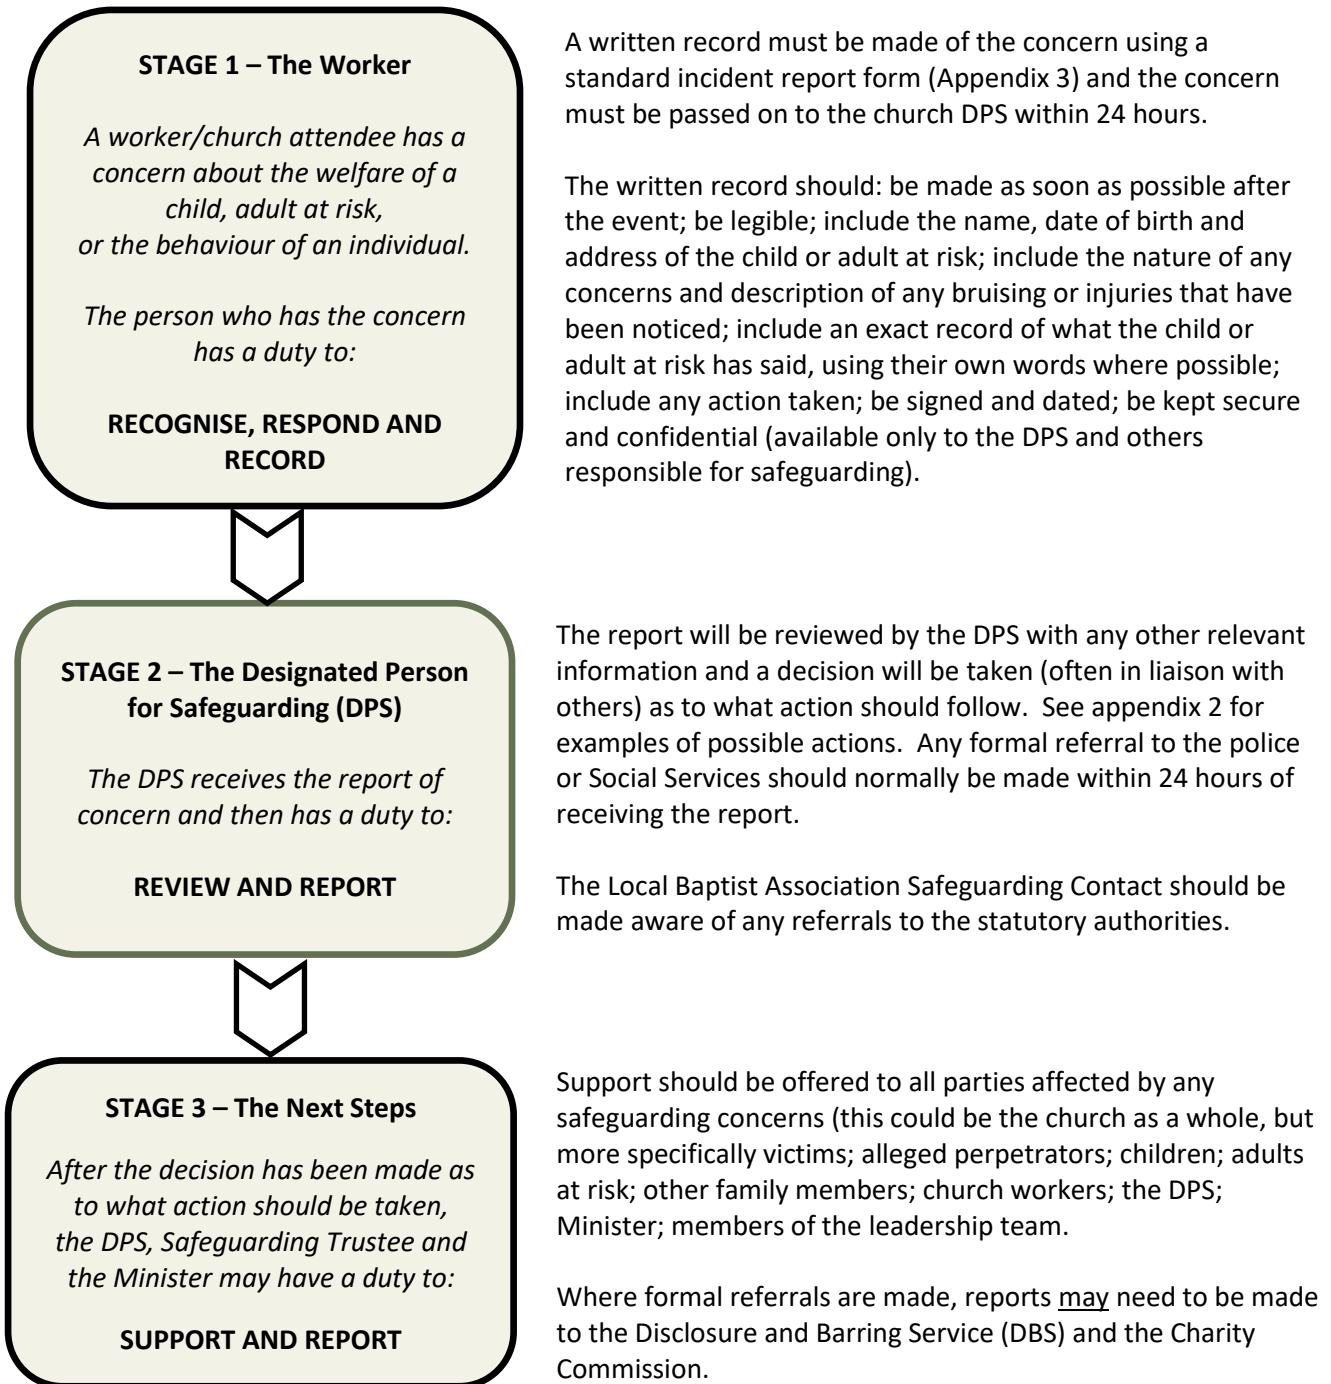 STAGE 1 – The Worker
A worker/church attendee has a
concern about the welfare of a
child, adult at risk,
or the behaviour of an individual.
The person who has the concern
has a duty to:
RECOGNISE, RESPOND AND
RECORD
A written record must be made of the concern using a
standard incident report form (Appendix 3) and the concern
must be passed on to the church DPS within 24 hours.
The written record should: be made as soon as possible after
the event; be legible; include the name, date of birth and
address of the child or adult at risk; include the nature of any
concerns and description of any bruising or injuries that have
been noticed; include an exact record of what the child or
adult at risk has said, using their own words where possible;
include any action taken; be signed and dated; be kept secure
and confidential (available only to the DPS and others
responsible for safeguarding).
STAGE 2 – The Designated Person
for Safeguarding (DPS)
The DPS receives the report of
concern and then has a duty to:
REVIEW AND REPORT
The report will be reviewed by the DPS with any other relevant
information and a decision will be taken (often in liaison with
others) as to what action should follow.  See appendix 2 for
examples of possible actions.  Any formal referral to the police
or Social Services should normally be made within 24 hours of
receiving the report.
The Local Baptist Association Safeguarding Contact should be
made aware of any referrals to the statutory authorities.
STAGE 3 – The Next Steps
After the decision has been made as
to what action should be taken,
the DPS, Safeguarding Trustee and
the Minister may have a duty to:
SUPPORT AND REPORT
Support should be offered to all parties affected by any
safeguarding concerns (this could be the church as a whole, but
more specifically victims; alleged perpetrators; children; adults
at risk; other family members; church workers; the DPS;
Minister; members of the leadership team.
Where formal referrals are made, reports may need to be made
to the Disclosure and Barring Service (DBS) and the Charity
Commission.